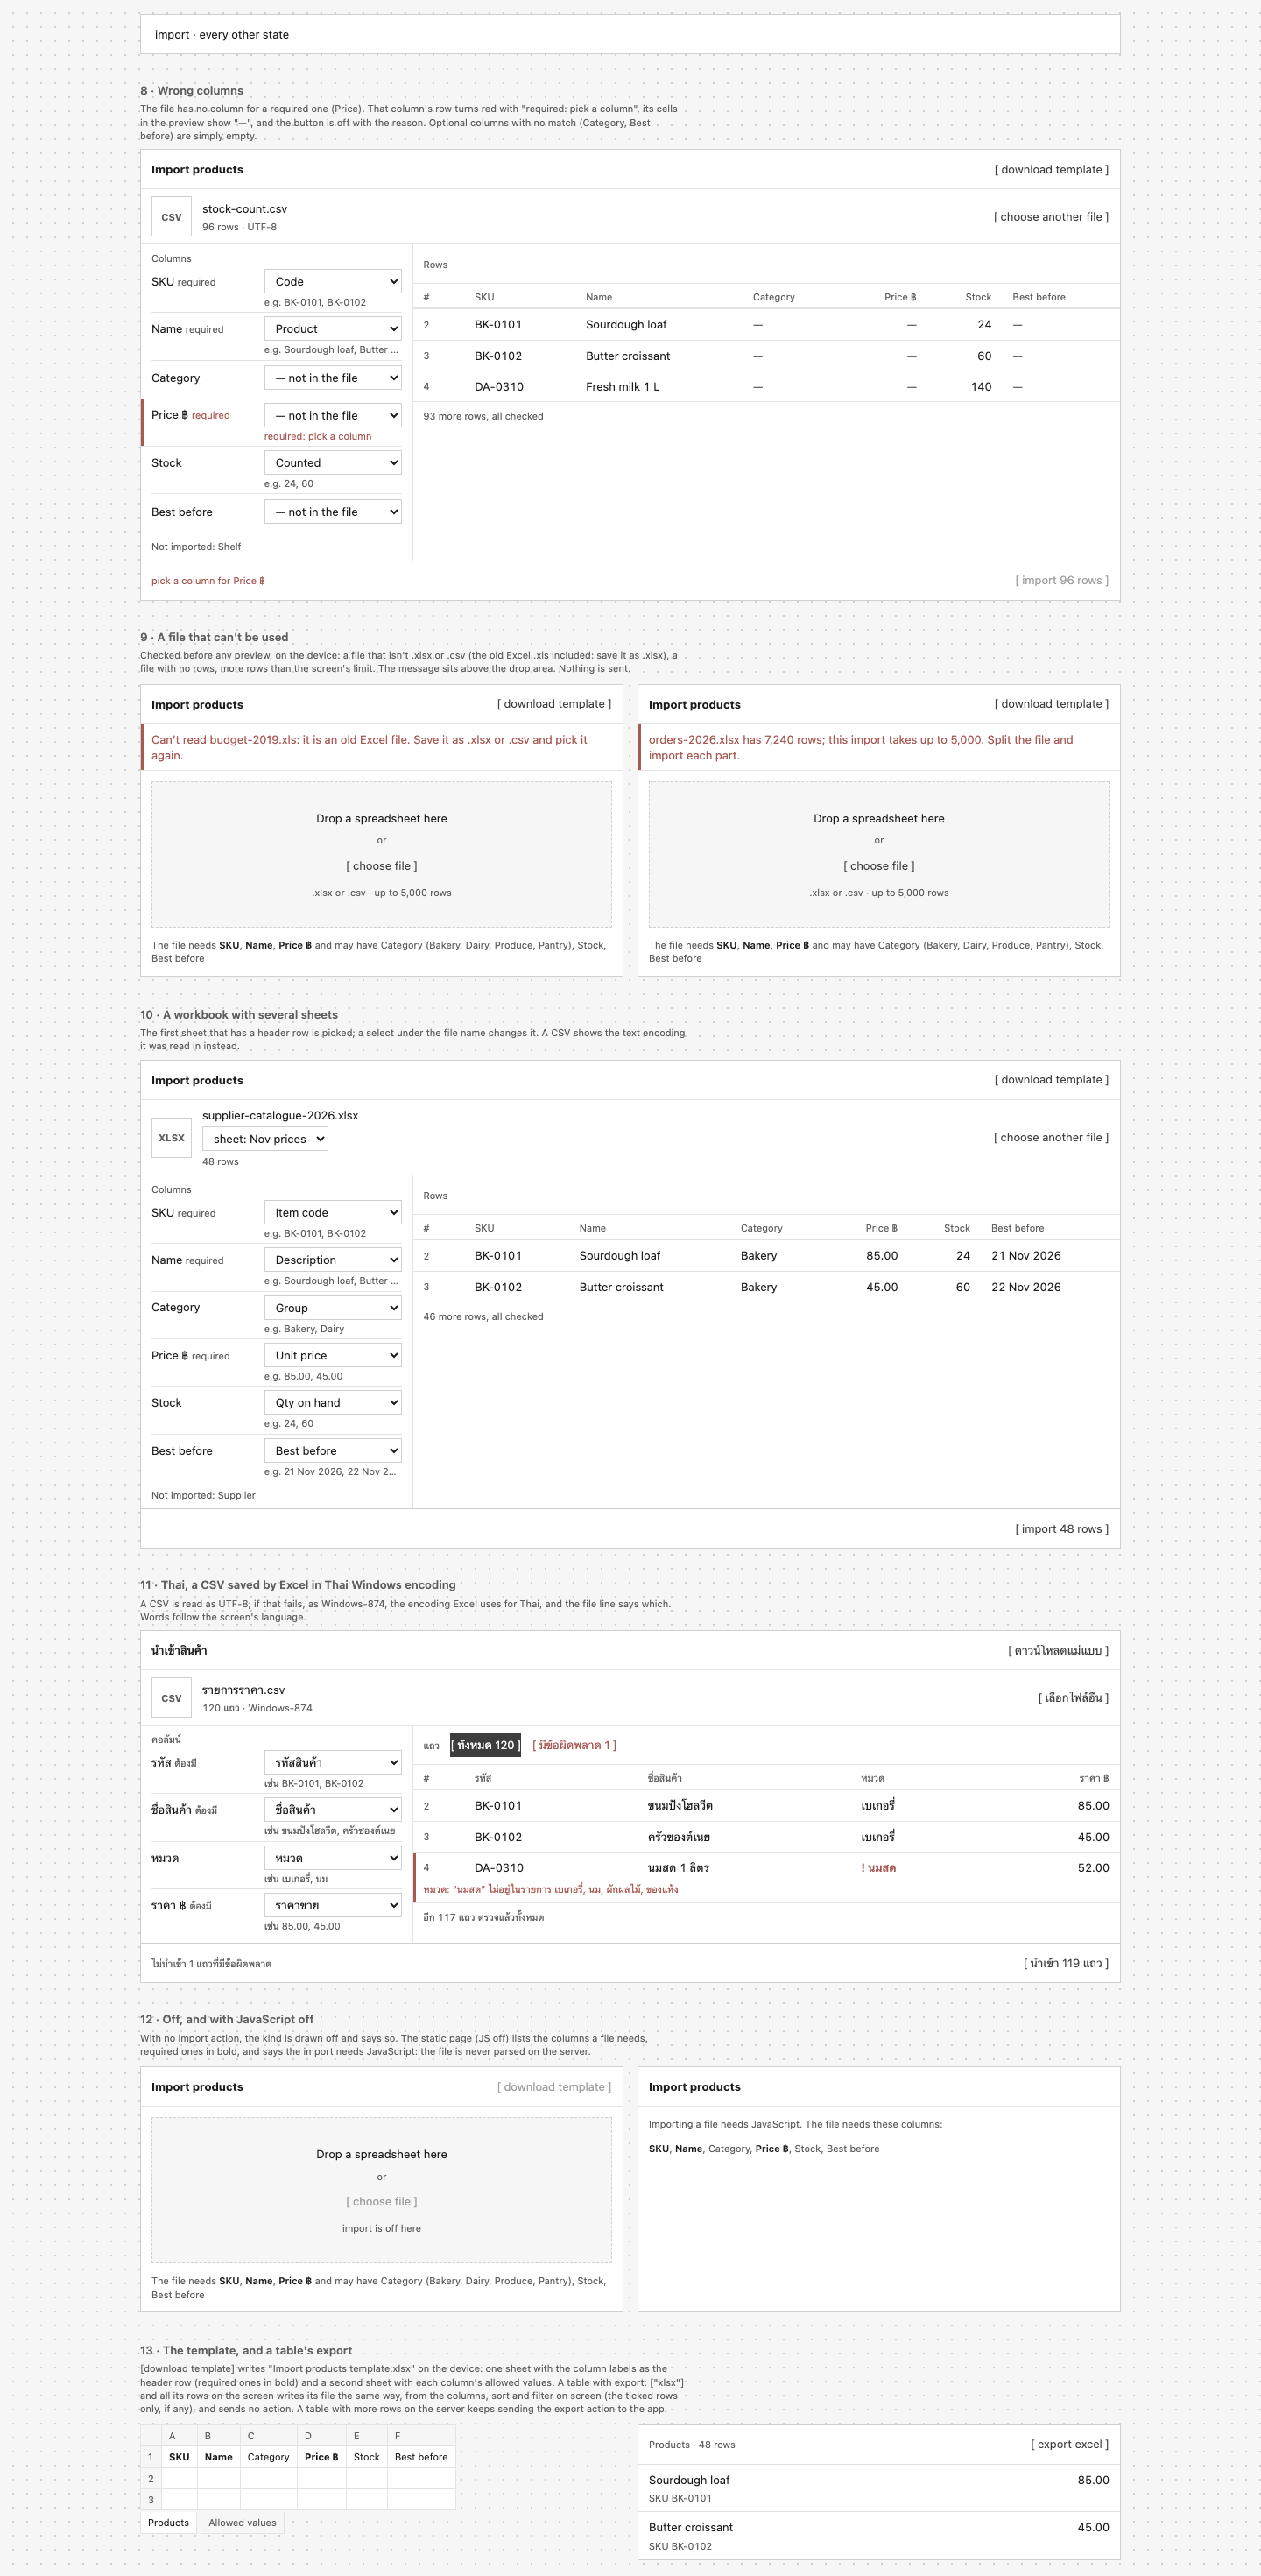 import · every other state
8 · Wrong columns
The file has no column for a required one (Price). That column's row turns red with "required: pick a column", its cells
in the preview show "—", and the button is off with the reason. Optional columns with no match (Category, Best
before) are simply empty.
Import products
[ download template ]
CSV
stock-count.csv
96 rows · UTF-8
[ choose another file ]
Columns
SKU required
Code
e.g. BK-0101, BK-0102
Name required
Product
e.g. Sourdough loaf, Butter ...
Category
— not in the file
Price ฿ required
— not in the file
required: pick a column
Stock
Counted
e.g. 24, 60
Best before
— not in the file
Not imported: Shelf
Rows
# SKU Name Category Price ฿ Stock Best before
2 BK-0101 Sourdough loaf — — 24 —
3 BK-0102 Butter croissant — — 60 —
4 DA-0310 Fresh milk 1 L — — 140 —
93 more rows, all checked
pick a column for Price ฿
[ import 96 rows ]
9 · A file that can't be used
Checked before any preview, on the device: a file that isn't .xlsx or .csv (the old Excel .xls included: save it as .xlsx), a
file with no rows, more rows than the screen's limit. The message sits above the drop area. Nothing is sent.
Import products
[ download template ]
Can't read budget-2019.xls: it is an old Excel file. Save it as .xlsx or .csv and pick it
again.
Drop a spreadsheet here
or
[ choose file ]
.xlsx or .csv · up to 5,000 rows
The file needs SKU, Name, Price ฿ and may have Category (Bakery, Dairy, Produce, Pantry), Stock,
Best before
Import products
[ download template ]
orders-2026.xlsx has 7,240 rows; this import takes up to 5,000. Split the file and
import each part.
Drop a spreadsheet here
or
[ choose file ]
.xlsx or .csv · up to 5,000 rows
The file needs SKU, Name, Price ฿ and may have Category (Bakery, Dairy, Produce, Pantry), Stock,
Best before
10 · A workbook with several sheets
The first sheet that has a header row is picked; a select under the file name changes it. A CSV shows the text encoding
it was read in instead.
Import products
[ download template ]
XLSX
supplier-catalogue-2026.xlsx
sheet: Nov prices
48 rows
[ choose another file ]
Columns
SKU required
Item code
e.g. BK-0101, BK-0102
Name required
Description
e.g. Sourdough loaf, Butter ...
Category
Group
e.g. Bakery, Dairy
Price ฿ required
Unit price
e.g. 85.00, 45.00
Stock
Qty on hand
e.g. 24, 60
Best before
Best before
e.g. 21 Nov 2026, 22 Nov 2...
Not imported: Supplier
Rows
# SKU Name Category Price ฿ Stock Best before
2 BK-0101 Sourdough loaf Bakery 85.00 24 21 Nov 2026
3 BK-0102 Butter croissant Bakery 45.00 60 22 Nov 2026
46 more rows, all checked
[ import 48 rows ]
11 · Thai, a CSV saved by Excel in Thai Windows encoding
A CSV is read as UTF-8; if that fails, as Windows-874, the encoding Excel uses for Thai, and the file line says which.
Words follow the screen's language.
นำเข้าสินค้า
[ ดาวน์โหลดแม่แบบ ]
CSV
รายการราคา.csv
120 แถว · Windows-874
[ เลือกไฟล์อื่น ]
คอลัมน์
รหัส ต้องมี
รหัสสินค้า
เช่น BK-0101, BK-0102
ชื่อสินค้า ต้องมี
ชื่อสินค้า
เช่น ขนมปังโฮลวีต, ครัวซองต์เนย
หมวด
หมวด
เช่น เบเกอรี่, นม
ราคา ฿ ต้องมี
ราคาขาย
เช่น 85.00, 45.00
แถว [ ทั้งหมด 120 ] [ มีข้อผิดพลาด 1 ]
# รหัส ชื่อสินค้า หมวด ราคา ฿
2 BK-0101 ขนมปังโฮลวีต เบเกอรี่ 85.00
3 BK-0102 ครัวซองต์เนย เบเกอรี่ 45.00
4 DA-0310 นมสด 1 ลิตร ! นมสด 52.00
หมวด: "นมสด" ไม่อยู่ในรายการ เบเกอรี่, นม, ผักผลไม้, ของแห้ง
อีก 117 แถว ตรวจแล้วทั้งหมด
ไม่นำเข้า 1 แถวที่มีข้อผิดพลาด
[ นำเข้า 119 แถว ]
12 · Off, and with JavaScript off
With no import action, the kind is drawn off and says so. The static page (JS off) lists the columns a file needs,
required ones in bold, and says the import needs JavaScript: the file is never parsed on the server.
Import products
[ download template ]
Drop a spreadsheet here
or
[ choose file ]
import is off here
The file needs SKU, Name, Price ฿ and may have Category (Bakery, Dairy, Produce, Pantry), Stock,
Best before
Import products
Importing a file needs JavaScript. The file needs these columns:
SKU, Name, Category, Price ฿, Stock, Best before
13 · The template, and a table's export
[download template] writes "Import products template.xlsx" on the device: one sheet with the column labels as the
header row (required ones in bold) and a second sheet with each column's allowed values. A table with export: ["xlsx"]
and all its rows on the screen writes its file the same way, from the columns, sort and filter on screen (the ticked rows
only, if any), and sends no action. A table with more rows on the server keeps sending the export action to the app.
A B C D E F
1 SKU Name Category Price ฿ Stock Best before
2
3
Products Allowed values
Products · 48 rows
[ export excel ]
Sourdough loaf 85.00
SKU BK-0101
Butter croissant 45.00
SKU BK-0102